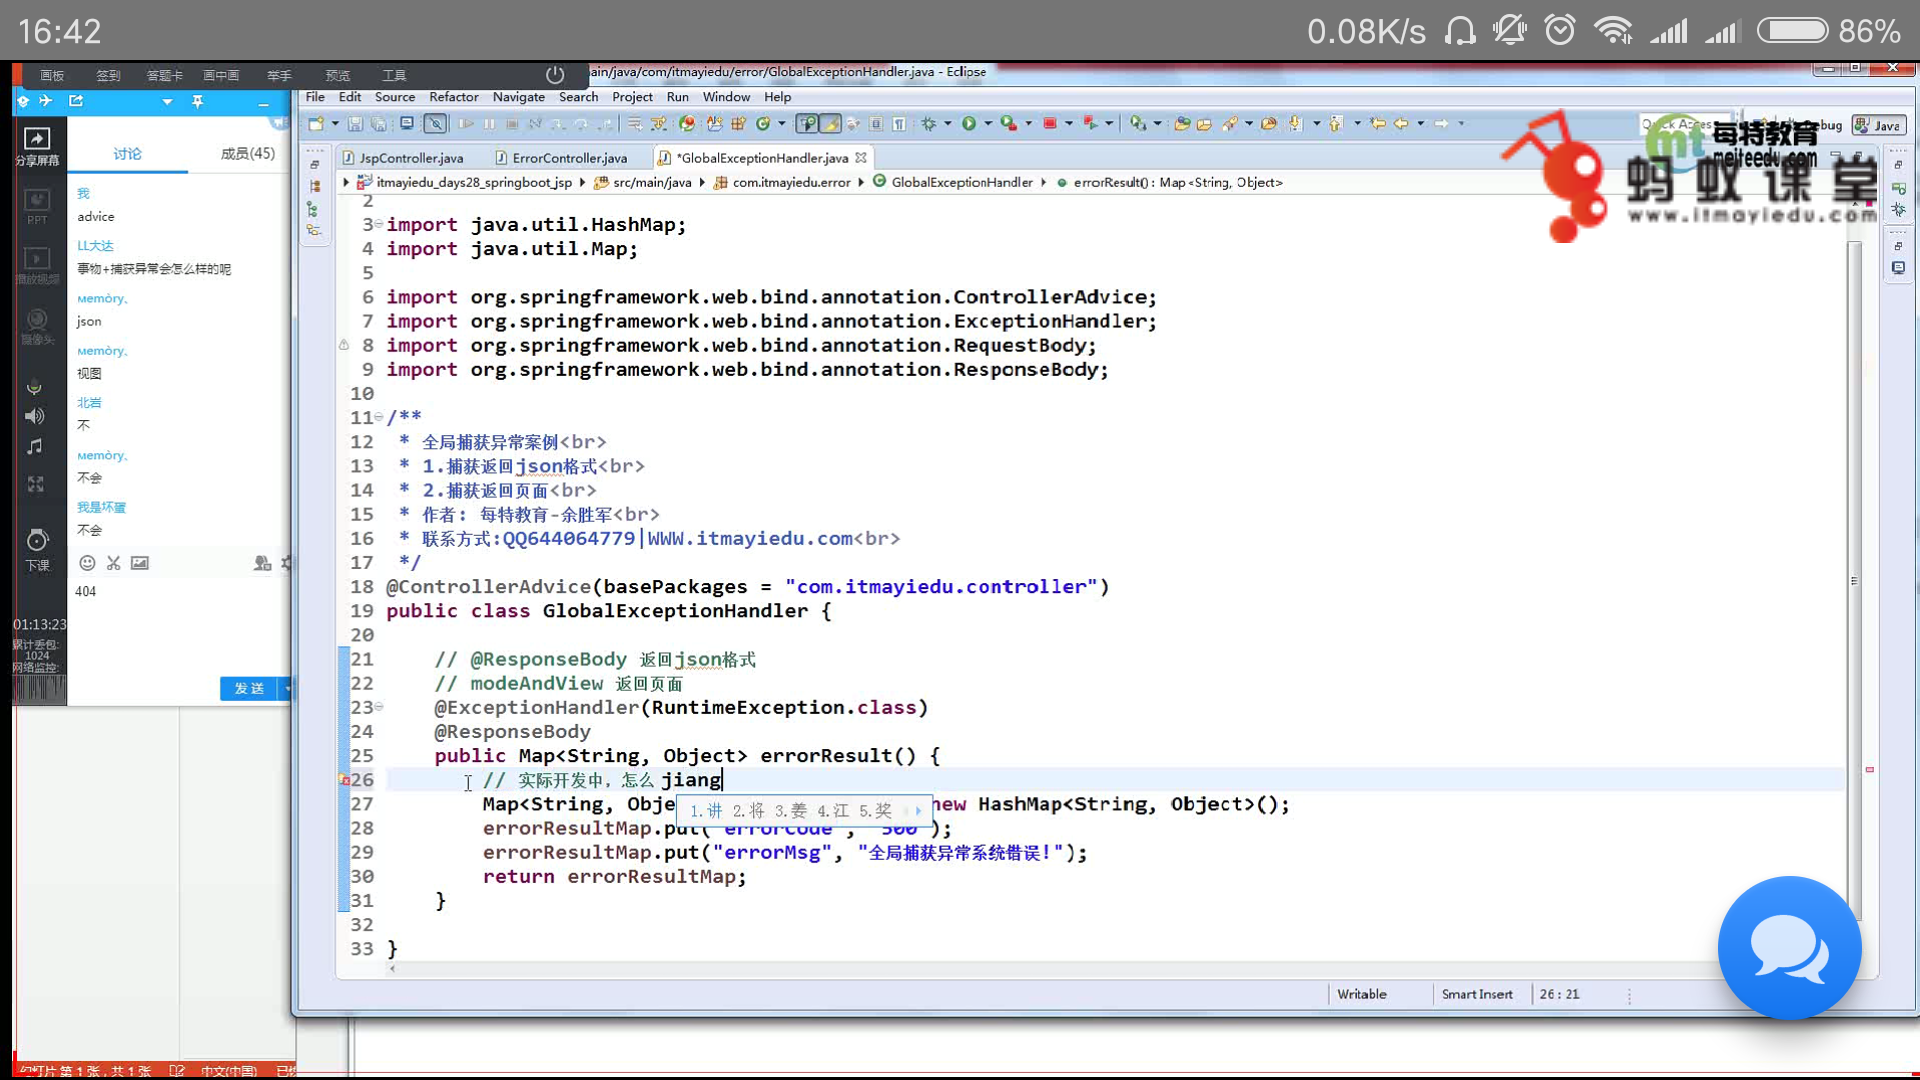 16:42
0.08K/s
86%
画板 签到 答题卡 画中画 举手 预览 工具
ain/java/com/itmayiedu/error/GlobalExceptionHandler.java - Eclipse
File Edit Source Refactor Navigate Search Project Run Window Help
Quick Access
Debug
Java
每特教育
meiteedu.com
蚂蚁课堂
www.itmayiedu.com
分享屏幕
PPT
播放视频
摄像头
下课
01:13:23
累计丢包:
1024
网络监控:
讨论 成员(45)
我
advice
LL大达
事物+捕获异常会怎么样的呢
мemòry、
json
мemòry、
视图
北岩
不
мemòry、
不会
我是坏蛋
不会
404
发送
JspController.java ErrorController.java *GlobalExceptionHandler.java
itmayiedu_days28_springboot_jsp src/main/java com.itmayiedu.error GlobalExceptionHandler errorResult() : Map<String, Object>
2
3 import java.util.HashMap;
4 import java.util.Map;
5
6 import org.springframework.web.bind.annotation.ControllerAdvice;
7 import org.springframework.web.bind.annotation.ExceptionHandler;
8 import org.springframework.web.bind.annotation.RequestBody;
9 import org.springframework.web.bind.annotation.ResponseBody;
10
11 /**
12 * 全局捕获异常案例<br>
13 * 1.捕获返回json格式<br>
14 * 2.捕获返回页面<br>
15 * 作者: 每特教育-余胜军<br>
16 * 联系方式:QQ644064779|WWW.itmayiedu.com<br>
17 */
18 @ControllerAdvice(basePackages = "com.itmayiedu.controller")
19 public class GlobalExceptionHandler {
20
21 // @ResponseBody 返回json格式
22 // modeAndView 返回页面
23 @ExceptionHandler(RuntimeException.class)
24 @ResponseBody
25 public Map<String, Object> errorResult() {
26 // 实际开发中，怎么 jiang
27 Map<String, Obje new HashMap<String, Object>();
1.讲 2.将 3.姜 4.江 5.奖
28 errorResultMap.put("errorCode", "500");
29 errorResultMap.put("errorMsg", "全局捕获异常系统错误!");
30 return errorResultMap;
31 }
32
33 }
Writable Smart Insert 26 : 21
幻灯片 第 1 张，共 1 张 中文(中国)